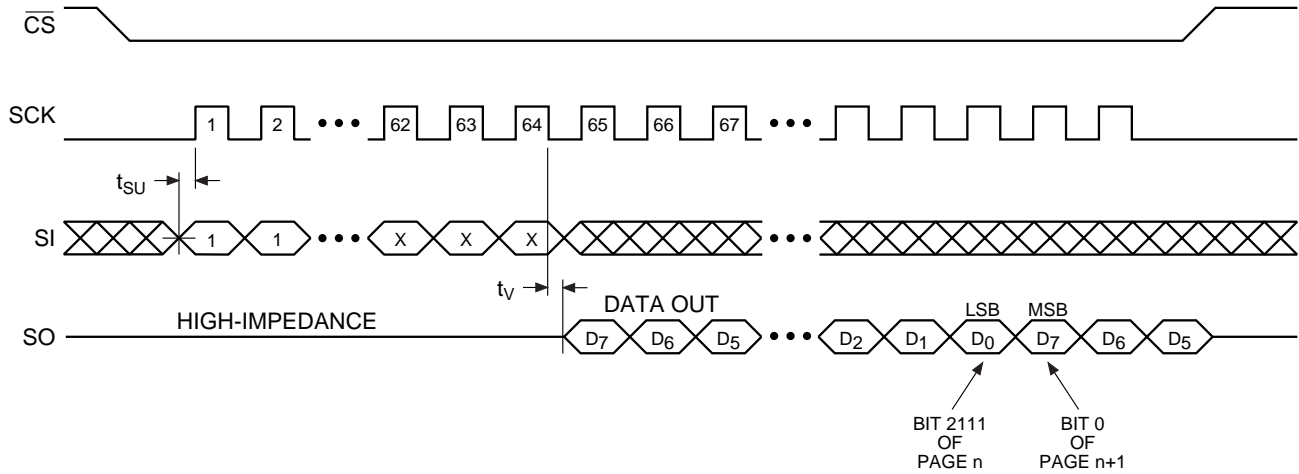 CS
SCK
1 2 ••• 62 63 64 65 66 67 •••
tSU
SI
1 1 ••• X X X •••
tV
DATA OUT
HIGH-IMPEDANCE
LSB MSB
SO
D7 D6 D5 ••• D2 D1 D0 D7 D6 D5
BIT 2111
OF
PAGE n
BIT 0
OF
PAGE n+1